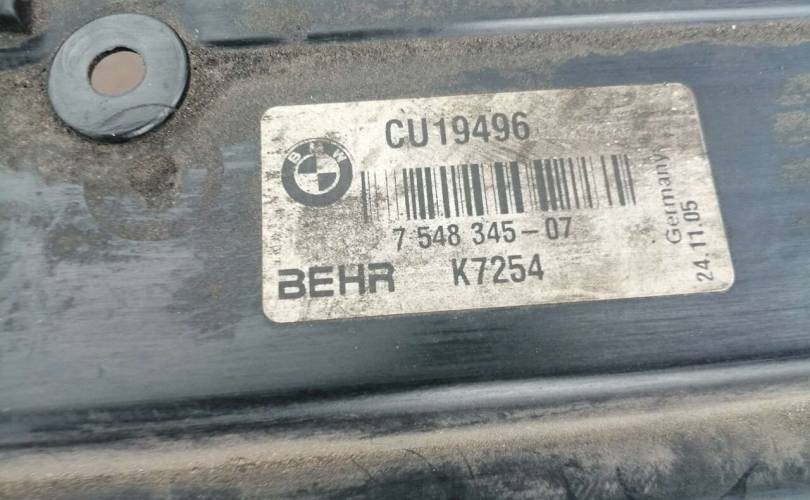 CU19496
BMW
7 548 345-07
BEHR K7254
Germany
24.11.05